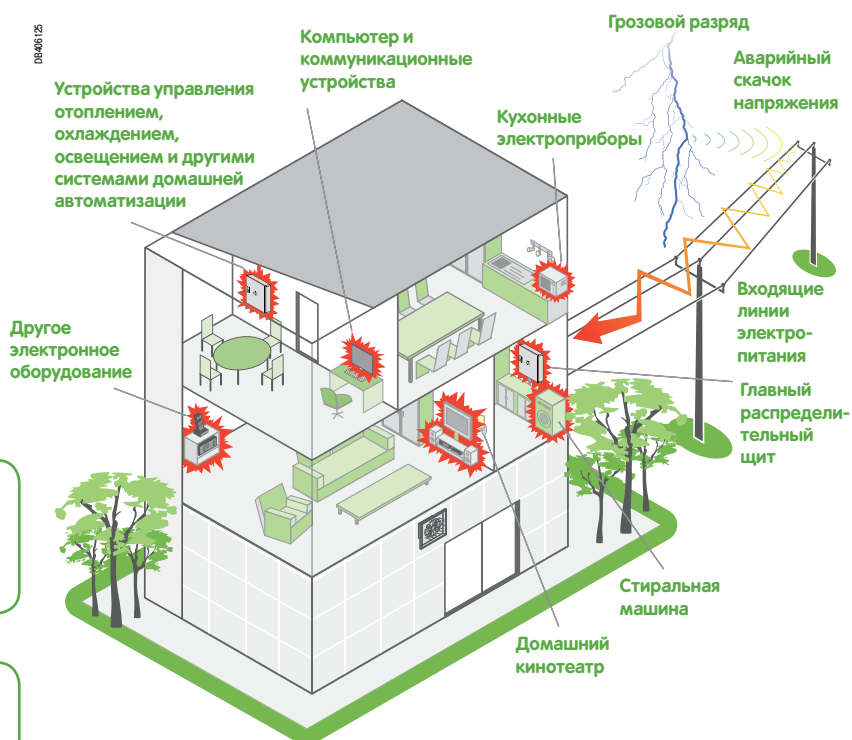 DB406125
Грозовой разряд
Компьютер и
коммуникационные
устройства
Аварийный
скачок
напряжения
Устройства управления
отоплением,
охлаждением,
освещением и другими
системами домашней
автоматизации
Кухонные
электроприборы
Входящие
линии
электро-
питания
Другое
электронное
оборудование
Главный
распредели-
тельный
щит
Стиральная
машина
Домашний
кинотеатр